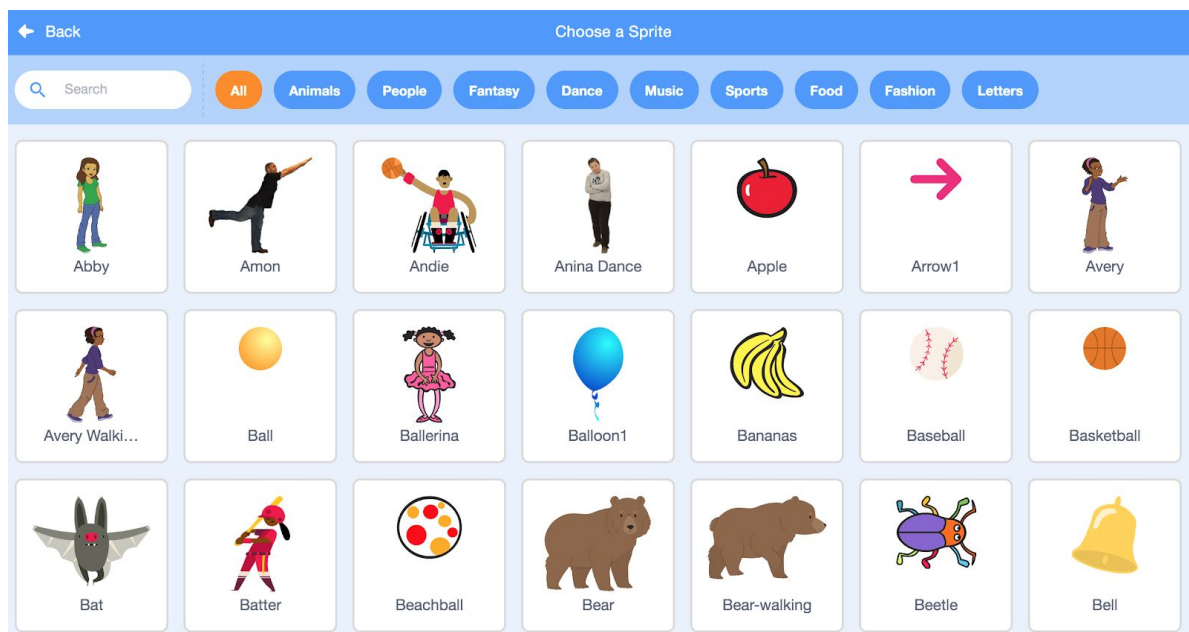 Back
Choose a Sprite
Search
All Animals People Fantasy Dance Music Sports Food Fashion Letters
Abby Amon Andie Anina Dance Apple Arrow1 Avery
Avery Walki... Ball Ballerina Balloon1 Bananas Baseball Basketball
Bat Batter Beachball Bear Bear-walking Beetle Bell